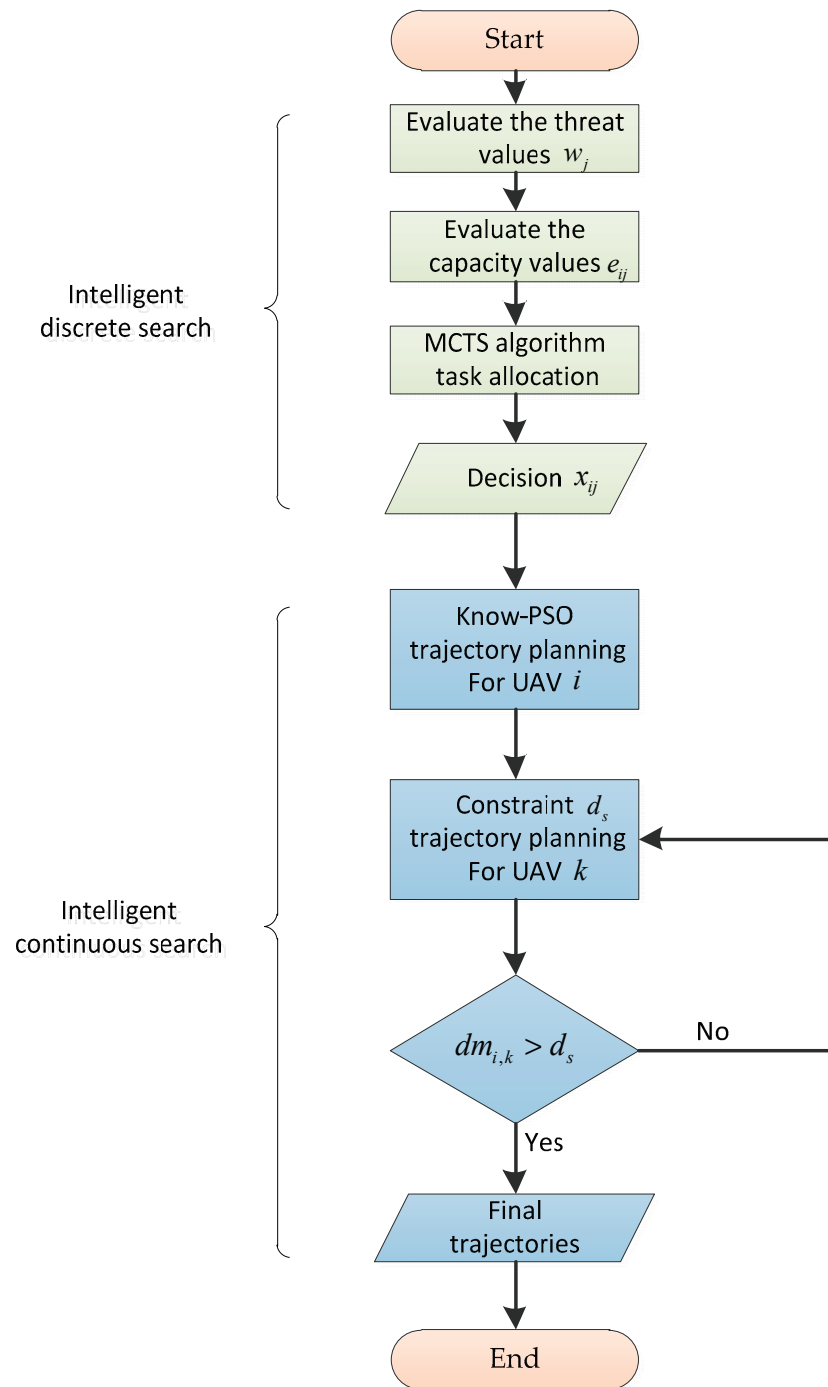 Start
Evaluate the threat
values w_j
Evaluate the
capacity values e_ij
Intelligent
discrete search
MCTS algorithm
task allocation
Decision x_ij
Know-PSO
trajectory planning
For UAV i
Constraint d_s
trajectory planning
For UAV k
Intelligent
continuous search
dm_i,k > d_s
No
Yes
Final
trajectories
End